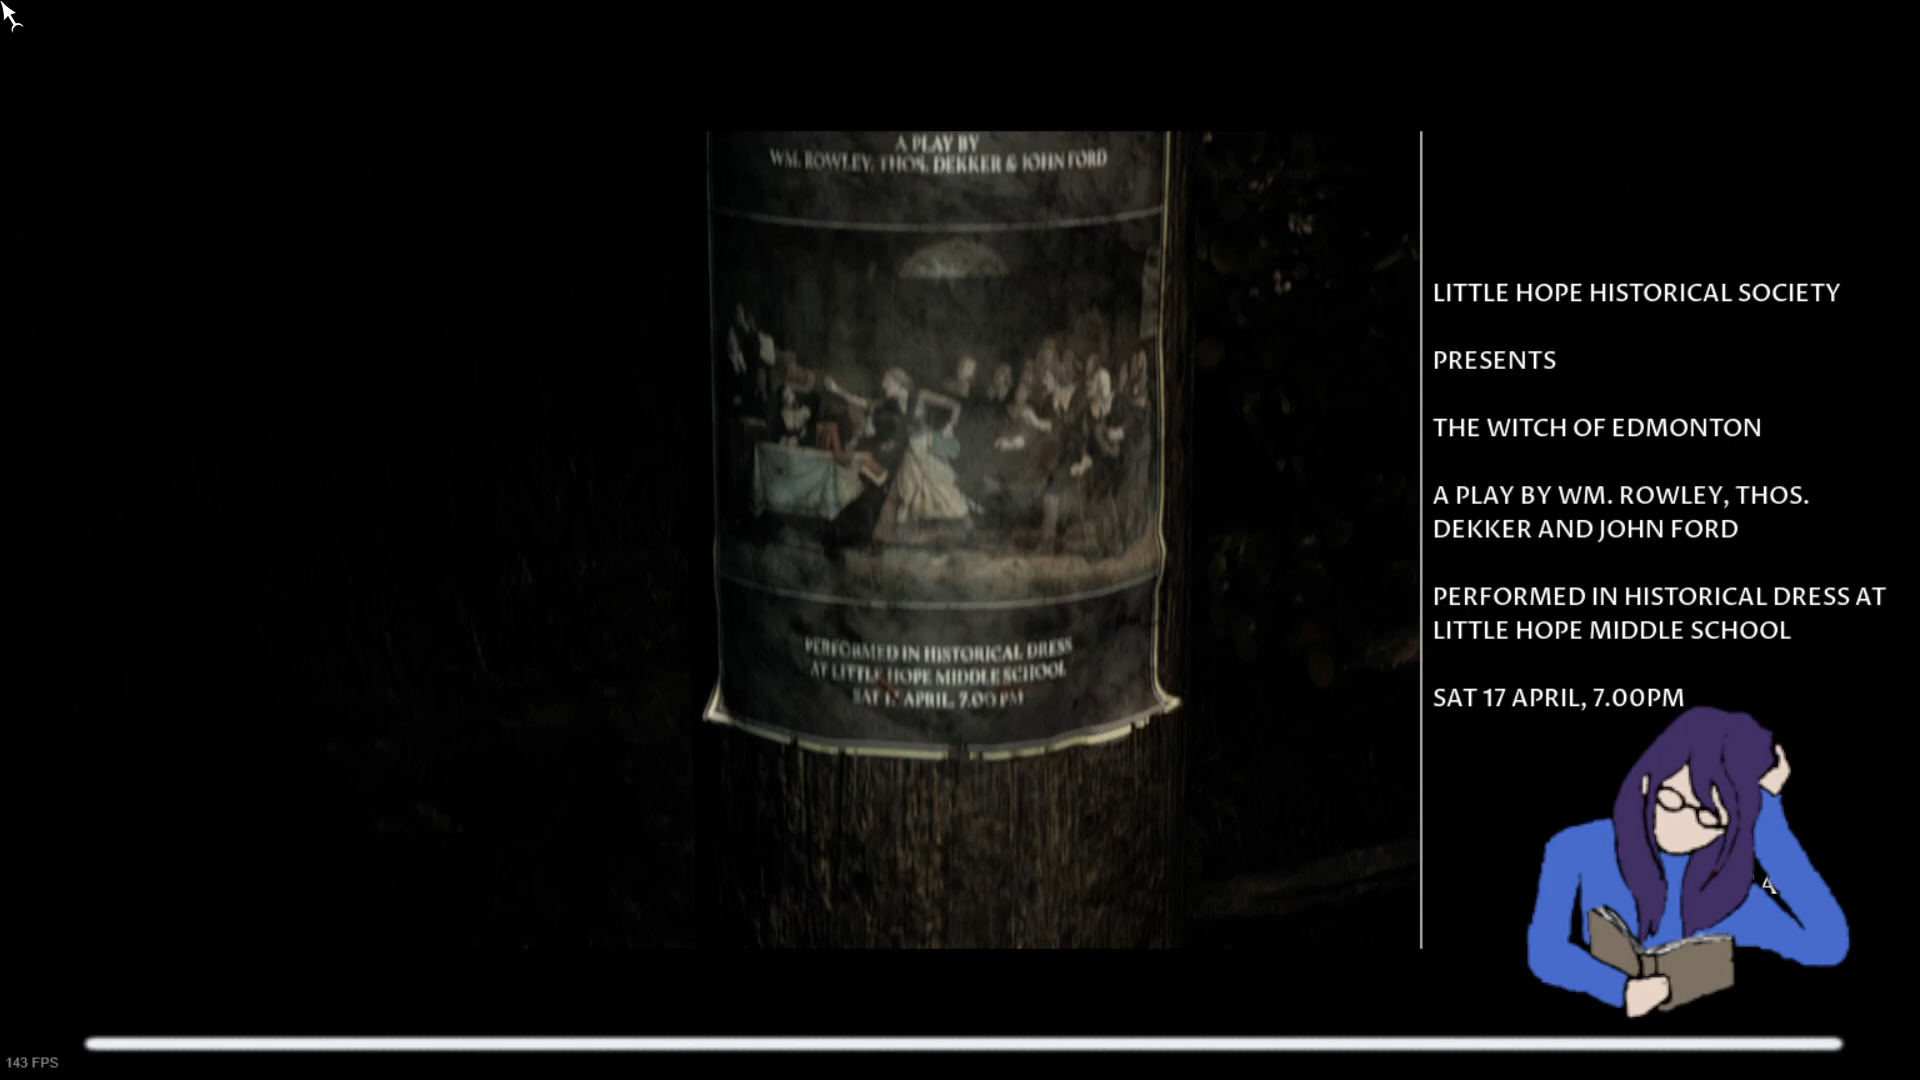 A PLAY BY
WM. ROWLEY, THOS. DEKKER & JOHN FORD
PERFORMED IN HISTORICAL DRESS
AT LITTLE HOPE MIDDLE SCHOOL
SAT 17 APRIL, 7.00 PM
LITTLE HOPE HISTORICAL SOCIETY
PRESENTS
THE WITCH OF EDMONTON
A PLAY BY WM. ROWLEY, THOS.
DEKKER AND JOHN FORD
PERFORMED IN HISTORICAL DRESS AT
LITTLE HOPE MIDDLE SCHOOL
SAT 17 APRIL, 7.00PM
143 FPS